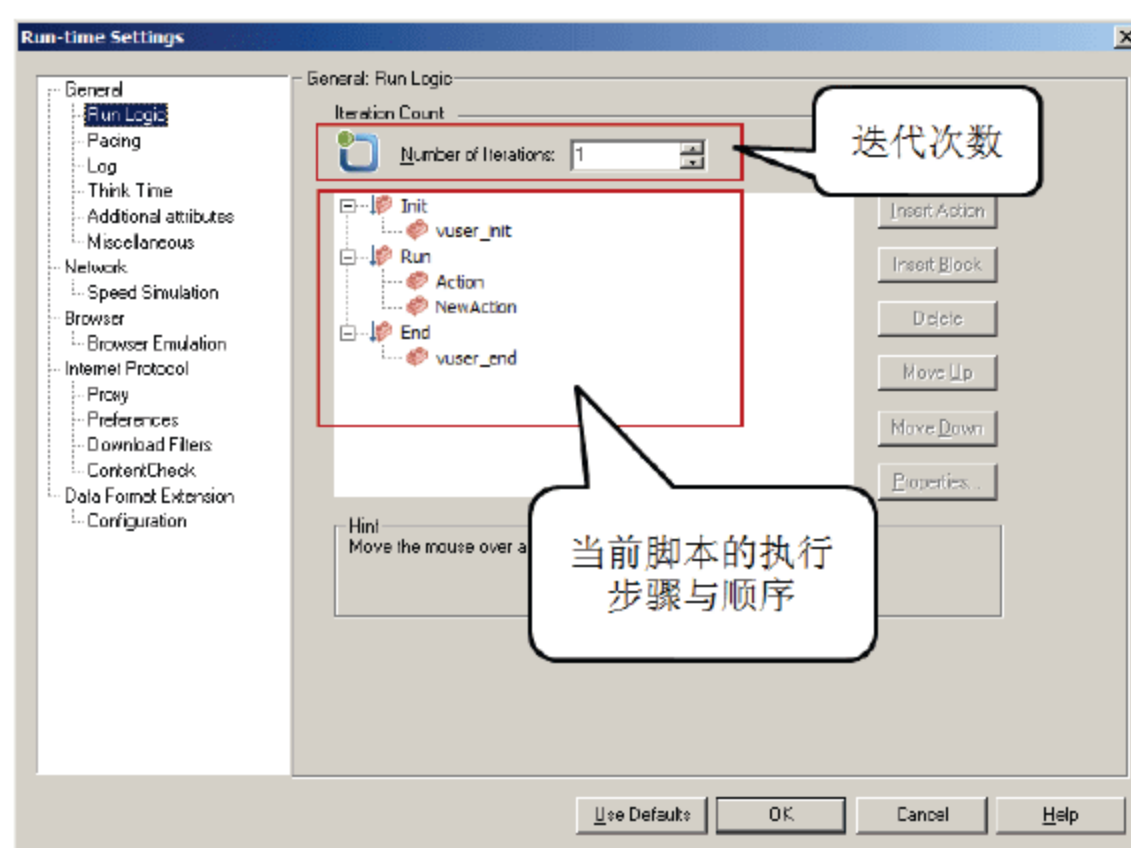 Run-time Settings
General
Run Logic
Pacing
Log
Think Time
Additional attributes
Miscellaneous
Network
Speed Simulation
Browser
Browser Emulation
Internet Protocol
Proxy
Preferences
Download Filters
ContentCheck
Data Format Extension
Configuration
General: Run Logic
Iteration Count
Number of Iterations: 1
迭代次数
Init
vuser_init
Run
Action
NewAction
End
vuser_end
Insert Action
Insert Block
Delete
Move Up
Move Down
Properties...
Hint
Move the mouse over a
当前脚本的执行
步骤与顺序
Use Defaults
OK
Cancel
Help